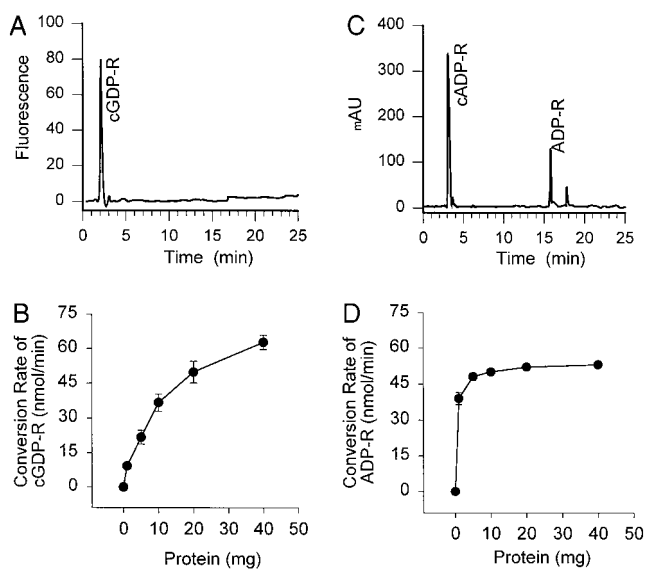 A
100
80
60
40
20
0
Fluorescence
cGDP-R
0 5 10 15 20 25
Time (min)
C
400
300
200
100
0
mAU
cADP-R
ADP-R
0 5 10 15 20 25
Time (min)
B
75
60
45
30
15
0
Conversion Rate of
cGDP-R (nmol/min)
0 10 20 30 40 50
Protein (mg)
D
75
60
45
30
15
0
Conversion Rate of
ADP-R (nmol/min)
0 10 20 30 40 50
Protein (mg)